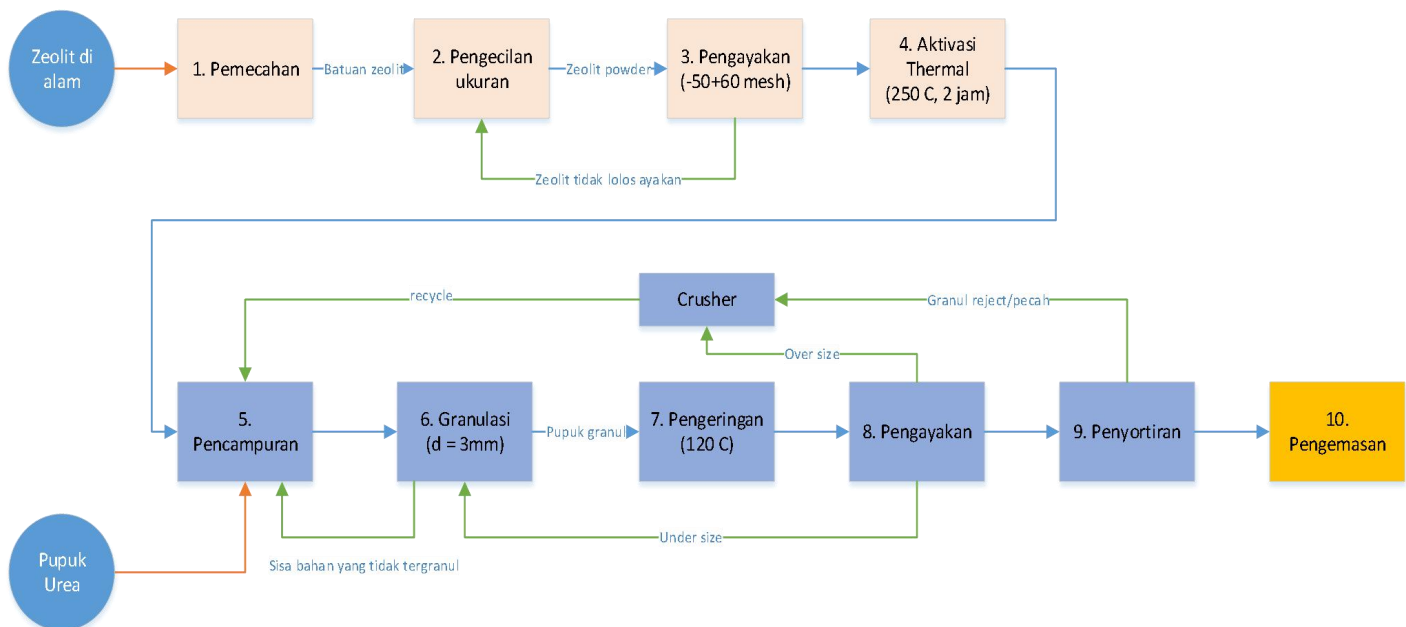 Zeolit di
alam
1. Pemecahan
Batuan zeolit
2. Pengecilan
ukuran
Zeolit powder
3. Pengayakan
(-50+60 mesh)
4. Aktivasi
Thermal
(250 C, 2 jam)
Zeolit tidak lolos ayakan
recycle
Crusher
Granul reject/pecah
Over size
5.
Pencampuran
6. Granulasi
(d = 3mm)
Pupuk granul
7. Pengeringan
(120 C)
8. Pengayakan
9. Penyortiran
10.
Pengemasan
Under size
Sisa bahan yang tidak tergranul
Pupuk
Urea